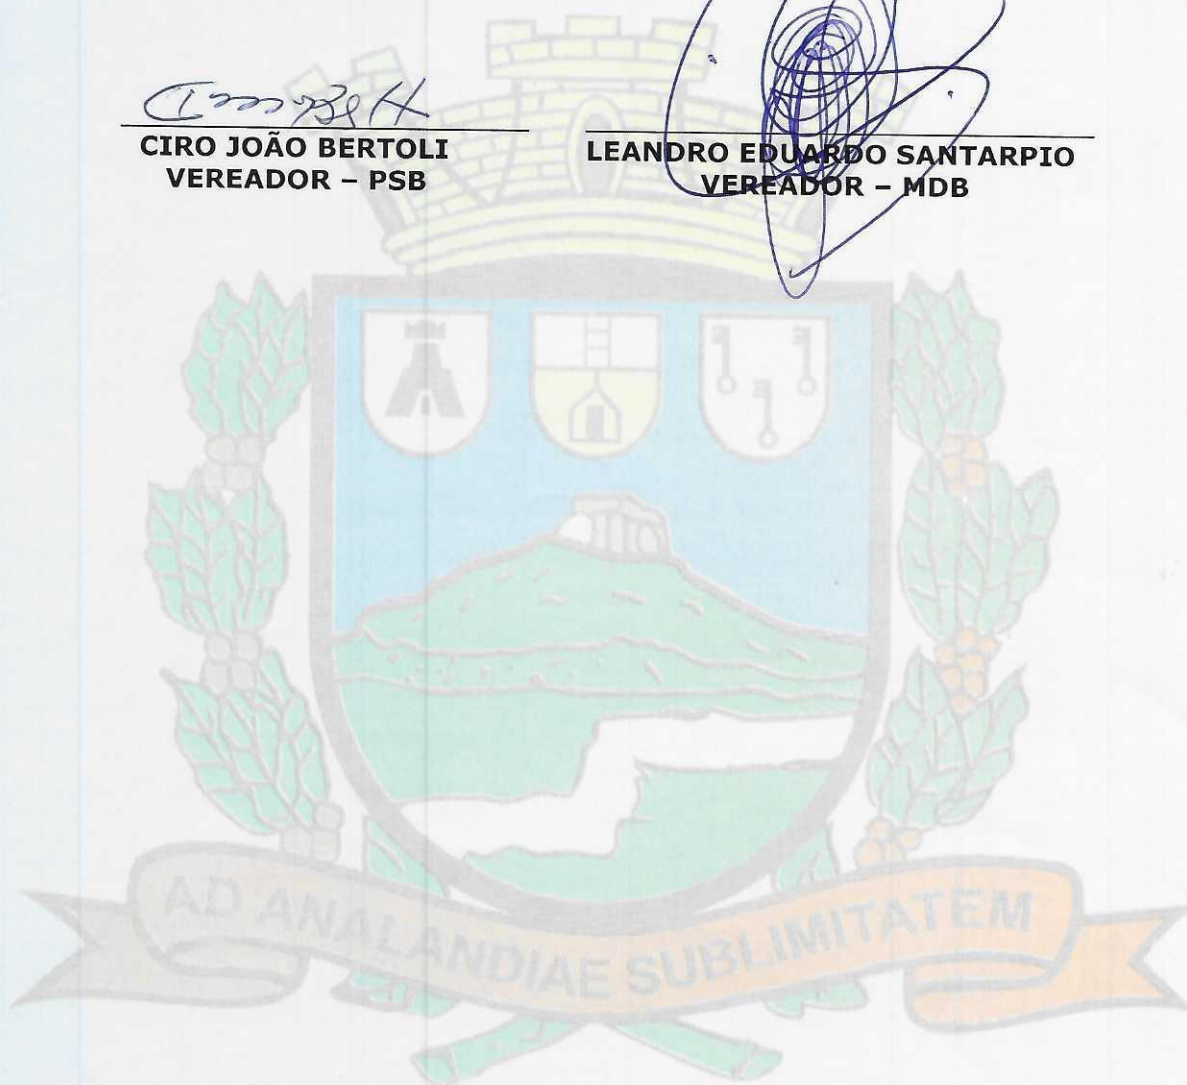 CIRO JOÃO BERTOLI
VEREADOR – PSB
LEANDRO EDUARDO SANTARPIO
VEREADOR – MDB
AD ANALANDIAE SUBLIMITATEM